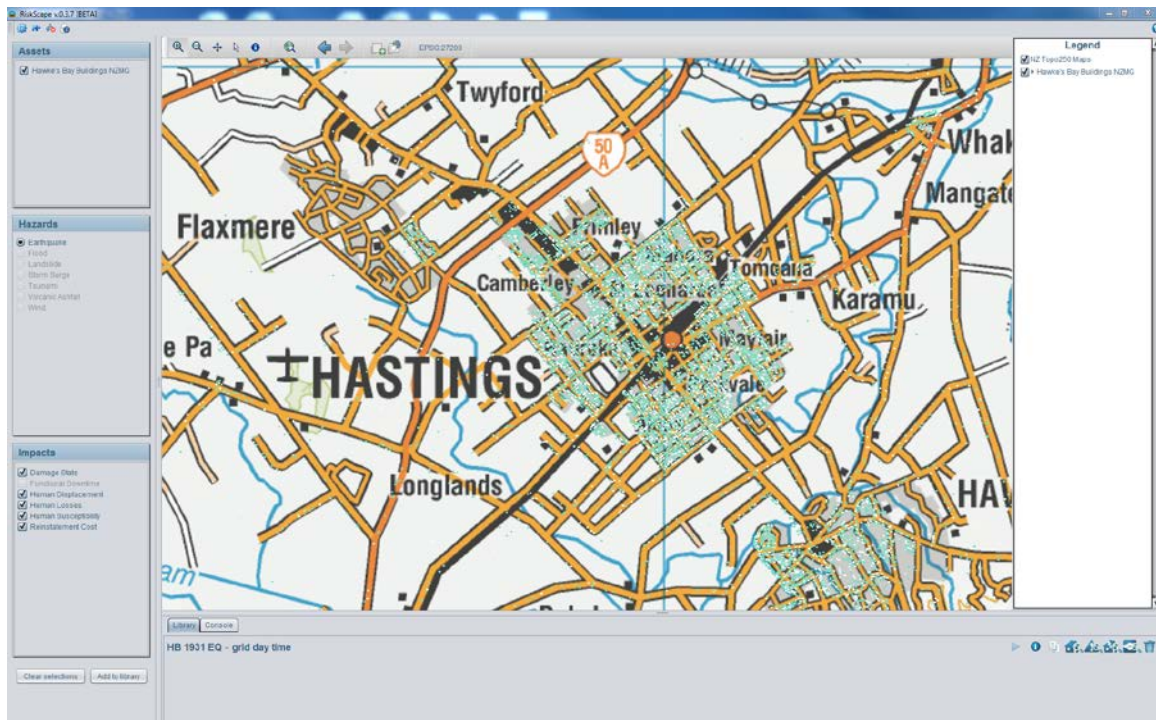 RiskScape v.0.3.7 [BETA]
Assets
Hawke's Bay Buildings NZMG
Hazards
Earthquake
Flood
Landslide
Storm Surge
Tsunami
Volcanic Ashfall
Wind
Impacts
Damage State
Functional Downtime
Human Displacement
Human Losses
Human Susceptibility
Reinstatement Cost
Clear selections
Add to library
EPSG:27200
Legend
NZ Topo250 Maps
Hawke's Bay Buildings NZMG
Twyford
50
A
Whak
Mangate
Flaxmere
Camberley
Tomoana
Karamu
e Pa
HASTINGS
Mayfair
Longlands
HAV
am
Library
Console
HB 1931 EQ - grid day time